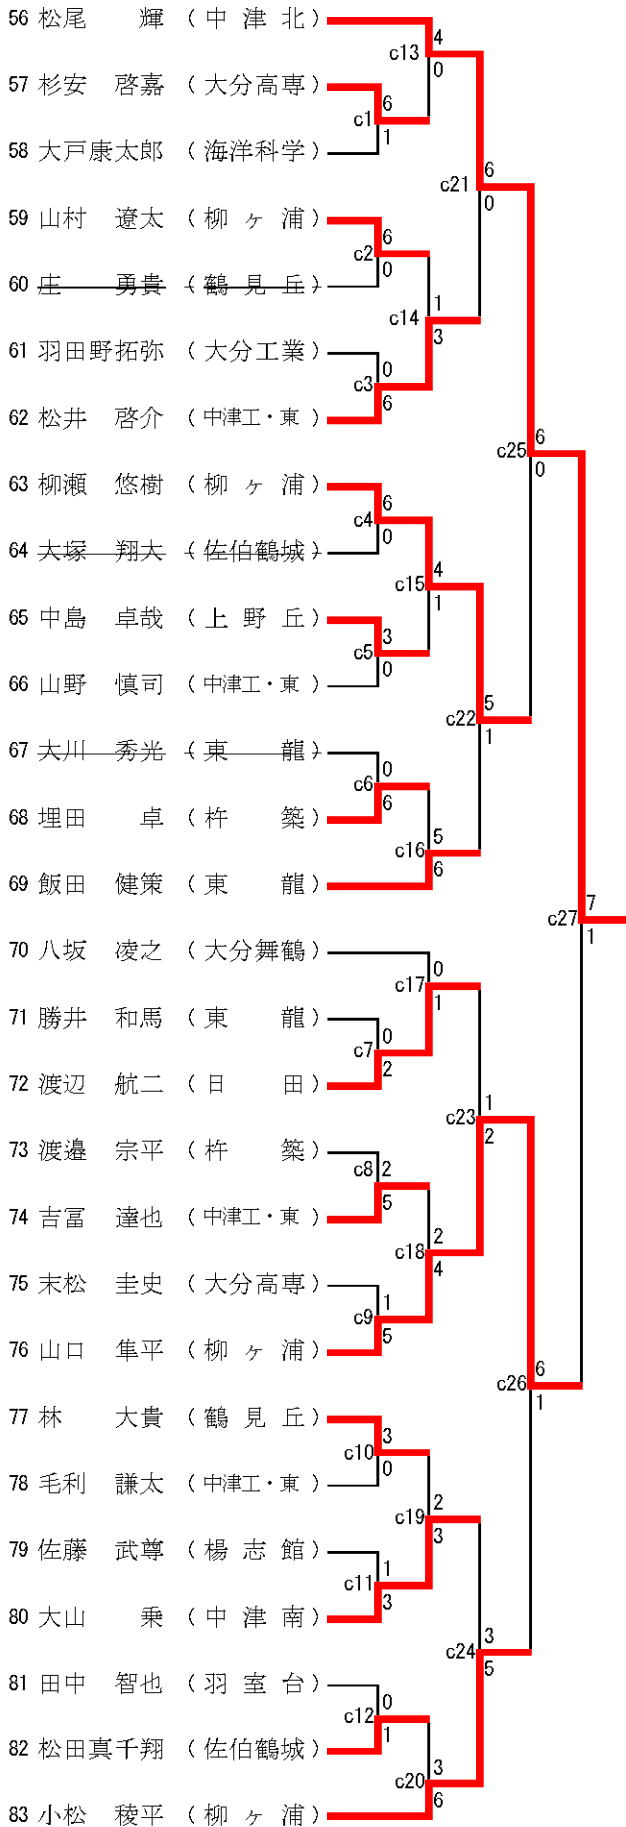 56 松尾 輝 (中津北)
4
c13
0
57 杉安 啓嘉 (大分高専)
6
c1
1
58 大戸康太郎 (海洋科学)
6
c21
0
59 山村 遼太 (柳ヶ浦)
6
c2
0
60 庄 勇貴 (鶴見丘)
1
c14
3
61 羽田野拓弥 (大分工業)
0
c3
6
62 松井 啓介 (中津工・東)
6
c25
0
63 柳瀬 悠樹 (柳ヶ浦)
6
c4
0
64 大塚 翔大 (佐伯鶴城)
4
c15
1
65 中島 卓哉 (上野丘)
3
c5
0
66 山野 慎司 (中津工・東)
5
c22
1
67 大川 秀光 (東龍)
0
c6
6
68 埋田 卓 (杵築)
5
c16
6
69 飯田 健策 (東龍)
7
c27
1
70 八坂 凌之 (大分舞鶴)
0
c17
1
71 勝井 和馬 (東龍)
0
c7
2
72 渡辺 航二 (日田)
1
c23
2
73 渡邉 宗平 (杵築)
2
c8
5
74 吉冨 達也 (中津工・東)
2
c18
4
75 末松 圭史 (大分高専)
1
c9
5
76 山口 隼平 (柳ヶ浦)
6
c26
1
77 林 大貴 (鶴見丘)
3
c10
0
78 毛利 謙太 (中津工・東)
2
c19
3
79 佐藤 武尊 (楊志館)
1
c11
3
80 大山 乗 (中津南)
3
c24
5
81 田中 智也 (羽室台)
0
c12
1
82 松田真千翔 (佐伯鶴城)
3
c20
6
83 小松 稜平 (柳ヶ浦)